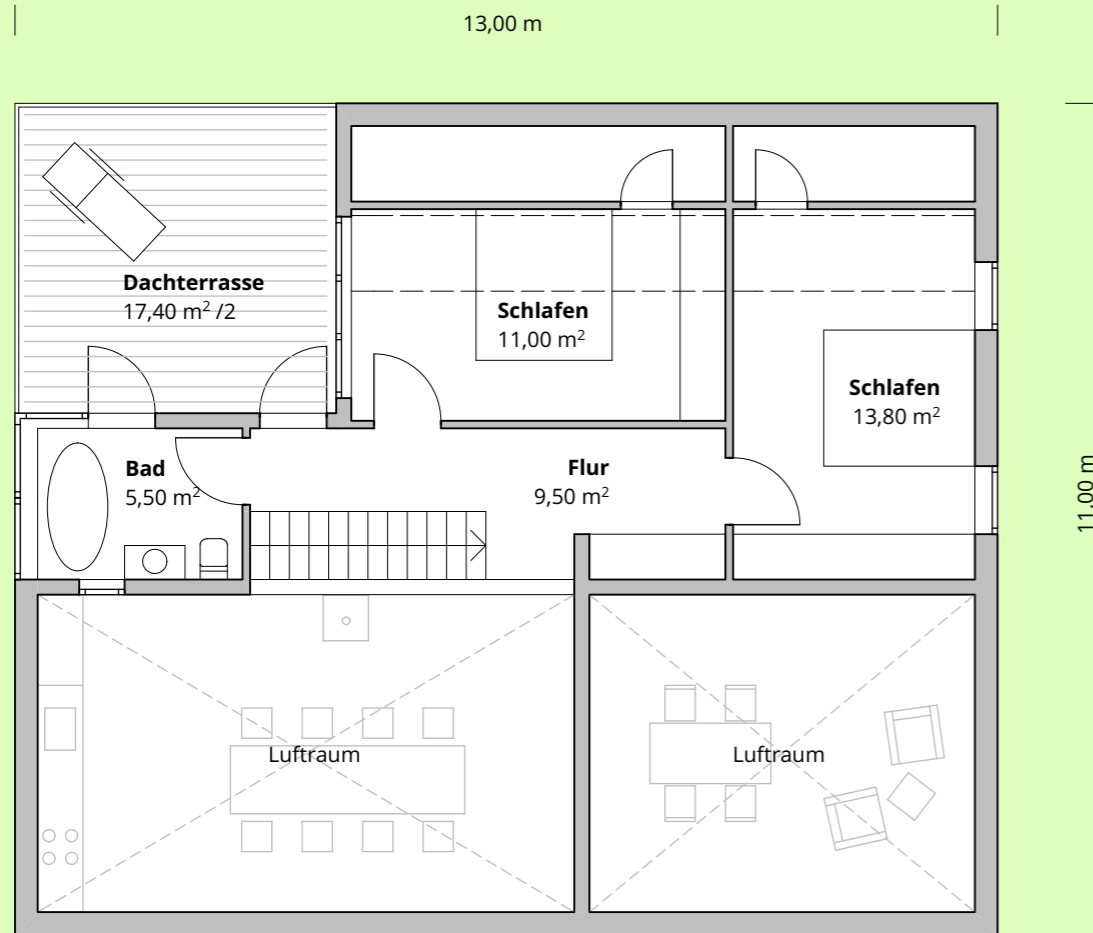 13,00 m
Dachterrasse
17,40 m² /2
Schlafen
11,00 m²
Schlafen
13,80 m²
Bad
5,50 m²
Flur
9,50 m²
11,00 m
Luftraum
Luftraum